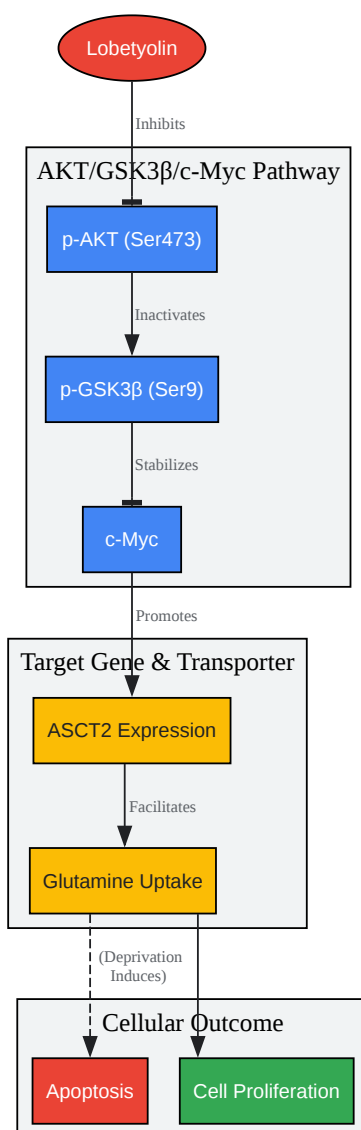 Lobetyolin
Inhibits
AKT/GSK3β/c-Myc Pathway
p-AKT (Ser473)
Inactivates
p-GSK3β (Ser9)
Stabilizes
c-Myc
Promotes
Target Gene & Transporter
ASCT2 Expression
Facilitates
Glutamine Uptake
(Deprivation
Induces)
Cellular Outcome
Apoptosis
Cell Proliferation